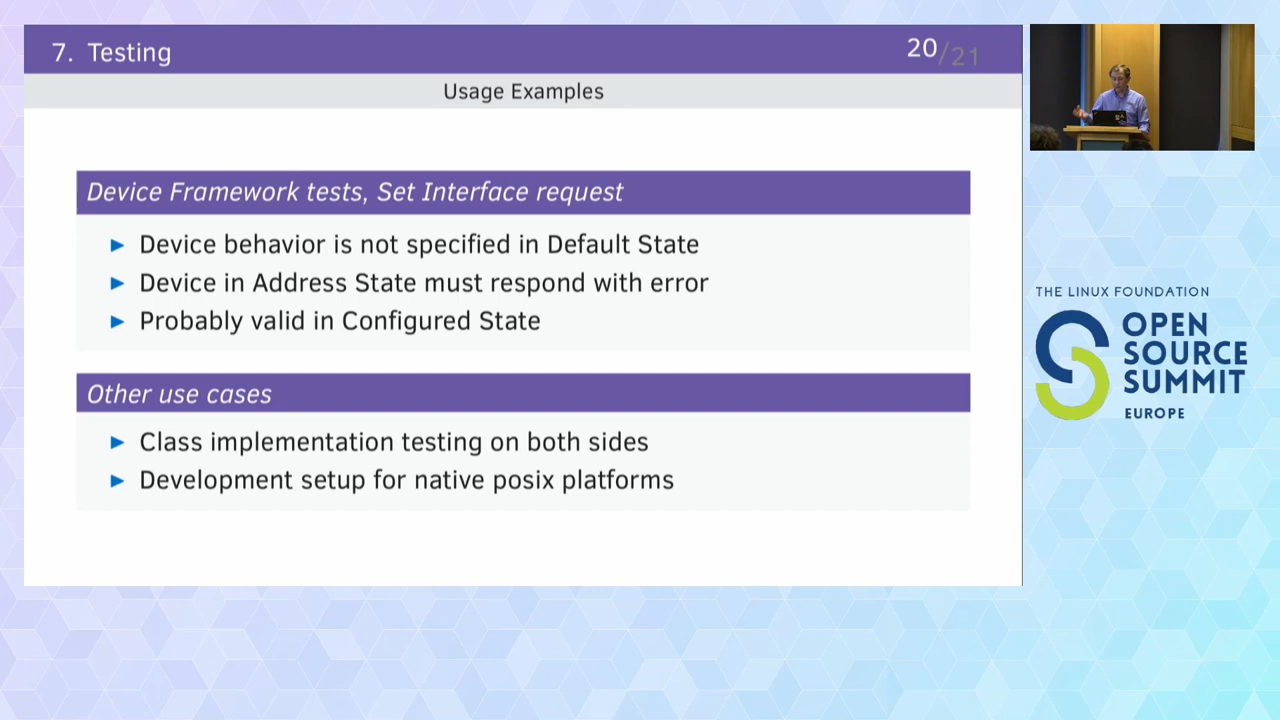 7. Testing
20/21
Usage Examples
Device Framework tests, Set Interface request
Device behavior is not specified in Default State
Device in Address State must respond with error
Probably valid in Configured State
Other use cases
Class implementation testing on both sides
Development setup for native posix platforms
THE LINUX FOUNDATION
OPEN
SOURCE
SUMMIT
EUROPE